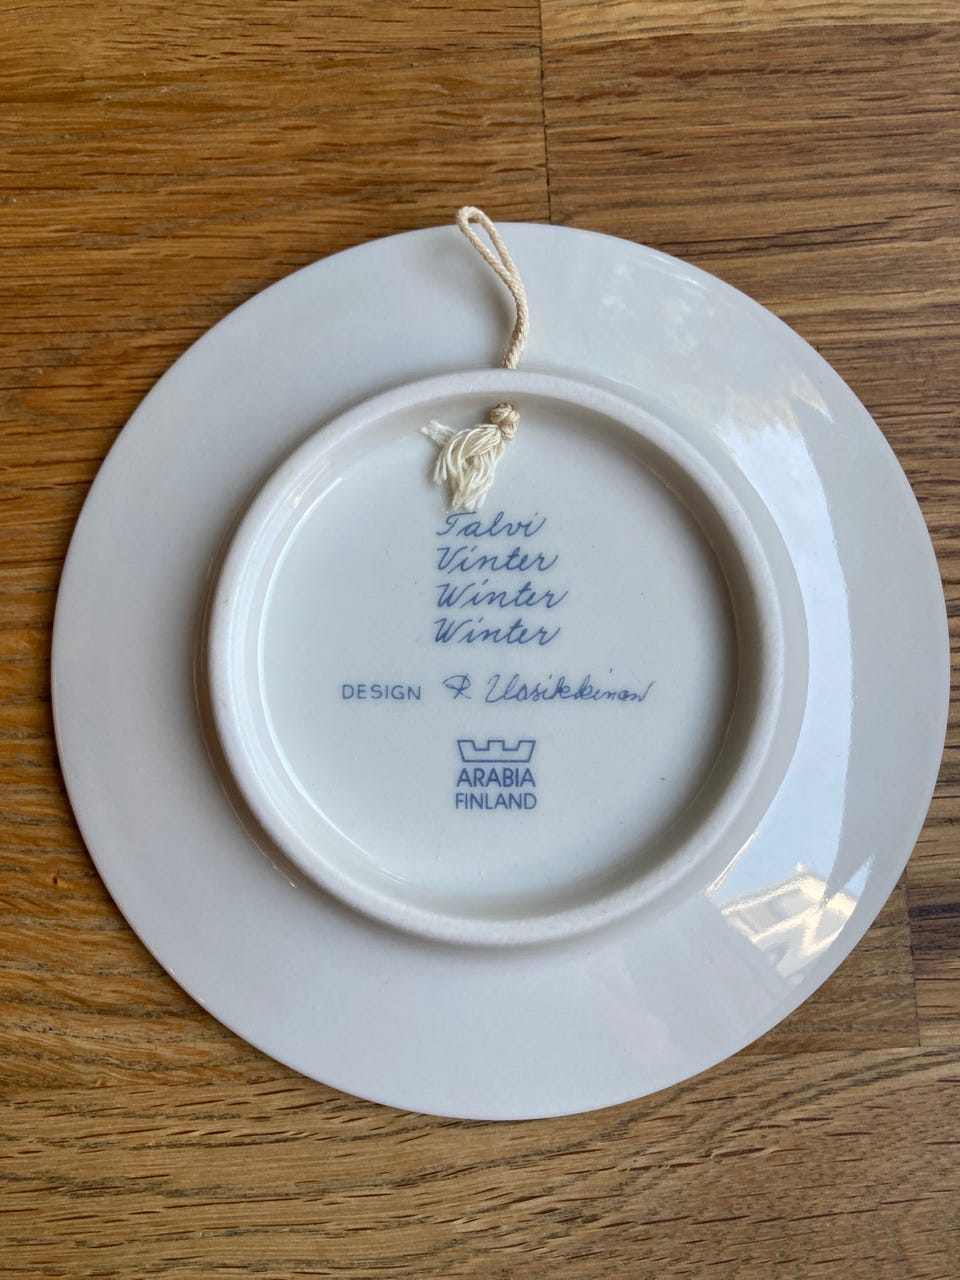 Talvi
Vinter
Winter
Winter
DESIGN R Uosikkinen
ARABIA
FINLAND